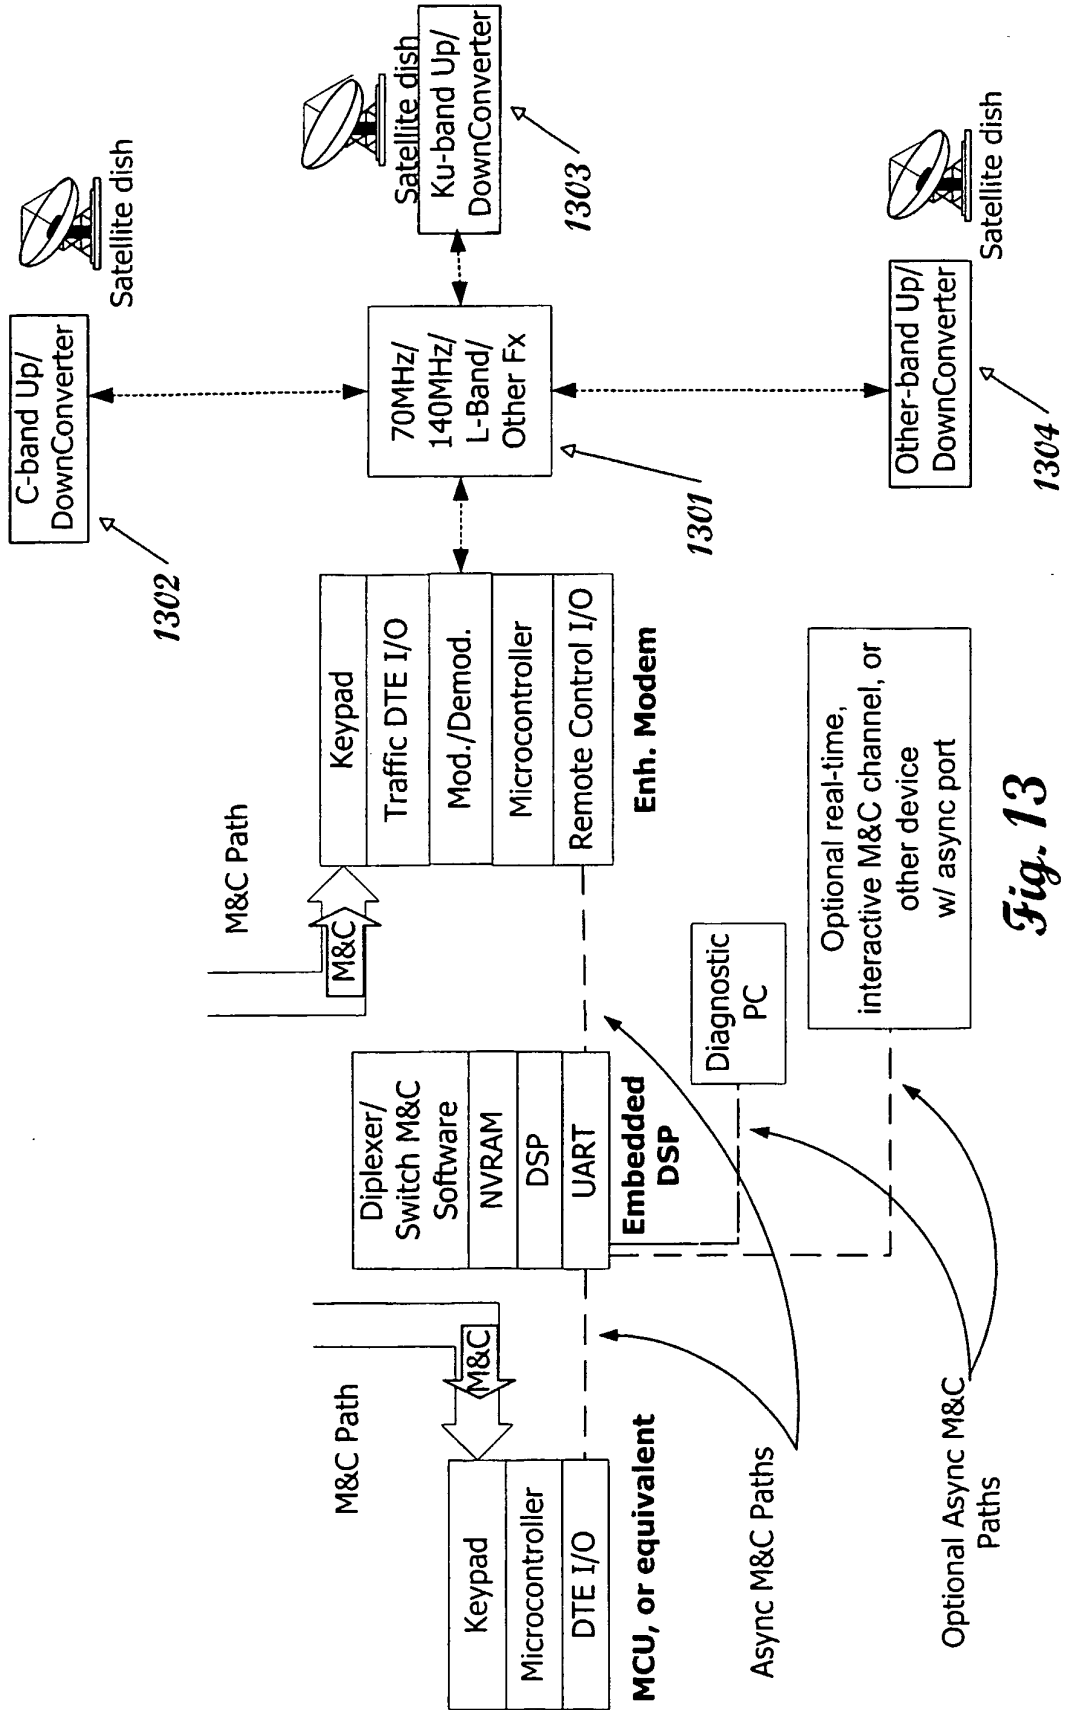 C-band Up/
DownConverter
Satellite dish
1302
Satellite dish
Ku-band Up/
DownConverter
1303
70MHz/
140MHz/
L-Band/
Other Fx
1301
Other-band Up/
DownConverter
Satellite dish
1304
M&C Path
M&C
Keypad
Traffic DTE I/O
Mod./Demod.
Microcontroller
Remote Control I/O
Enh. Modem
Diplexer/
Switch M&C
Software
NVRAM
DSP
UART
Embedded
DSP
Diagnostic
PC
Optional real-time,
interactive M&C channel, or
other device
w/ async port
M&C Path
M&C
Keypad
Microcontroller
DTE I/O
MCU, or equivalent
Async M&C Paths
Optional Async M&C
Paths
Fig. 13